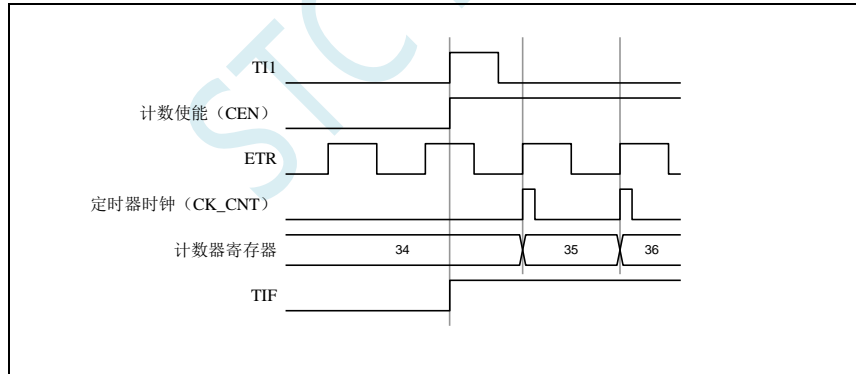 STC
TI1
计数使能（CEN）
ETR
定时器时钟（CK_CNT）
计数器寄存器 34 35 36
TIF